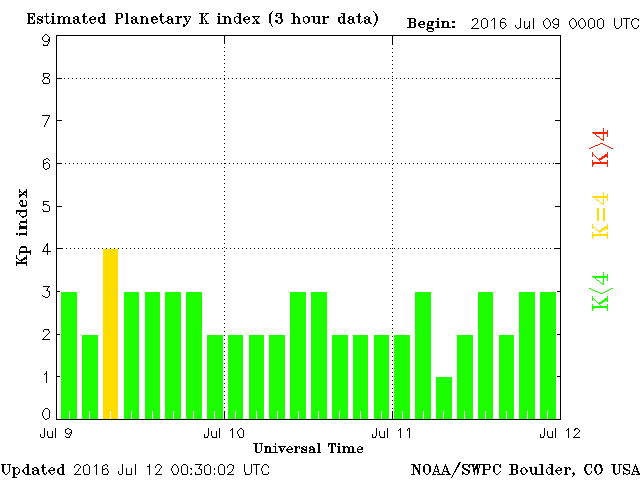 Estimated Planetary K index (3 hour data)
Begin: 2016 Jul 09 0000 UTC
9
8
7
6
5
4
3
2
1
0
Kp index
K>4
K=4
K<4
Jul 9
Jul 10
Jul 11
Jul 12
Universal Time
Updated 2016 Jul 12 00:30:02 UTC
NOAA/SWPC Boulder, CO USA